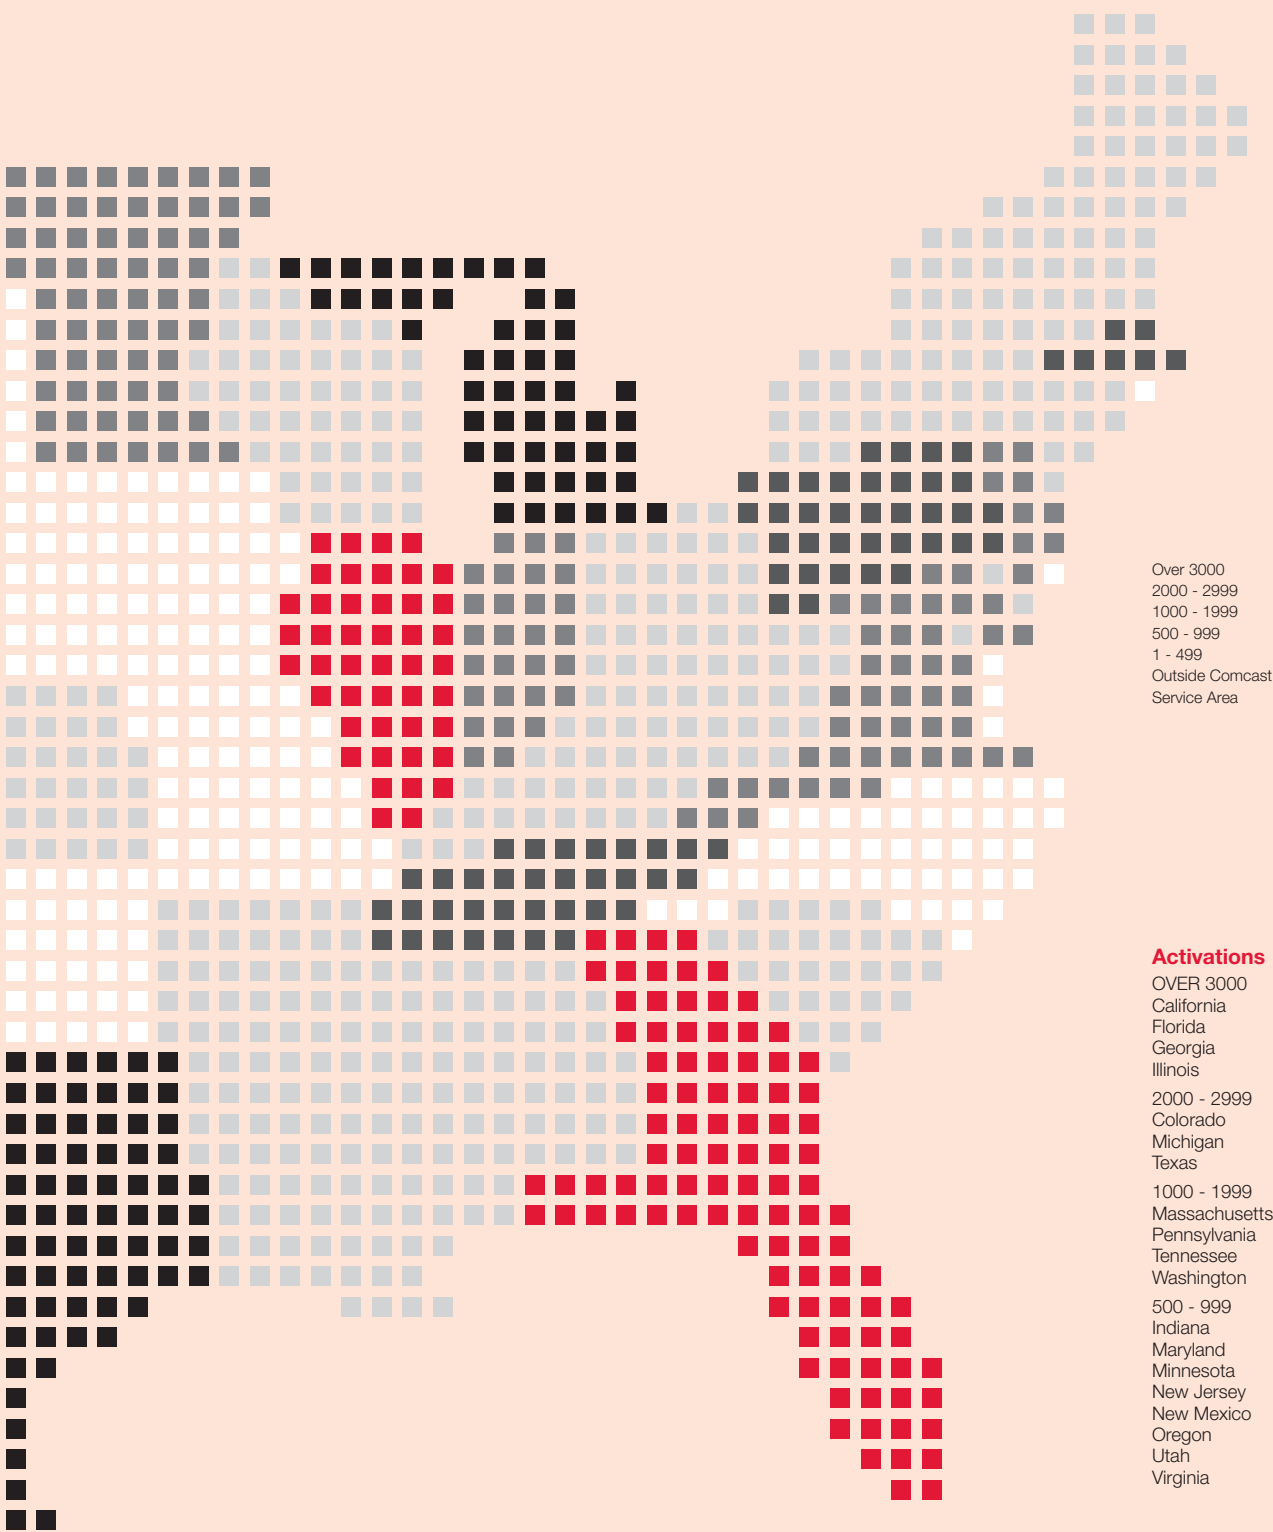 Over 3000
2000 - 2999
1000 - 1999
500 - 999
1 - 499
Outside Comcast
Service Area
Activations
OVER 3000
California
Florida
Georgia
Illinois
2000 - 2999
Colorado
Michigan
Texas
1000 - 1999
Massachusetts
Pennsylvania
Tennessee
Washington
500 - 999
Indiana
Maryland
Minnesota
New Jersey
New Mexico
Oregon
Utah
Virginia